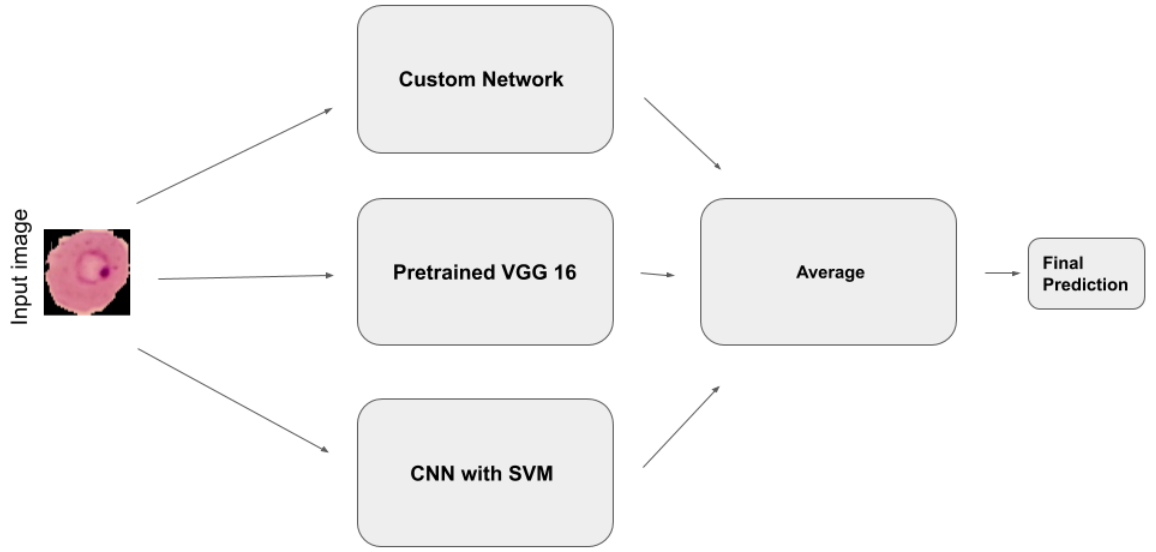 Input image
Custom Network
Pretrained VGG 16
CNN with SVM
Average
Final
Prediction